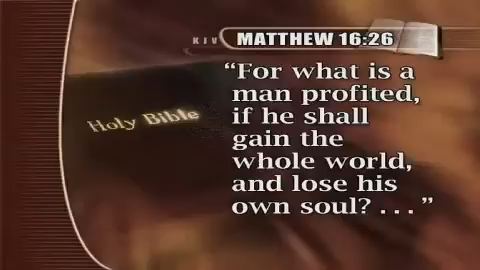 KJV MATTHEW 16:26
Holy Bible
“For what is a
man profited,
if he shall
gain the
whole world,
and lose his
own soul? . . . ”